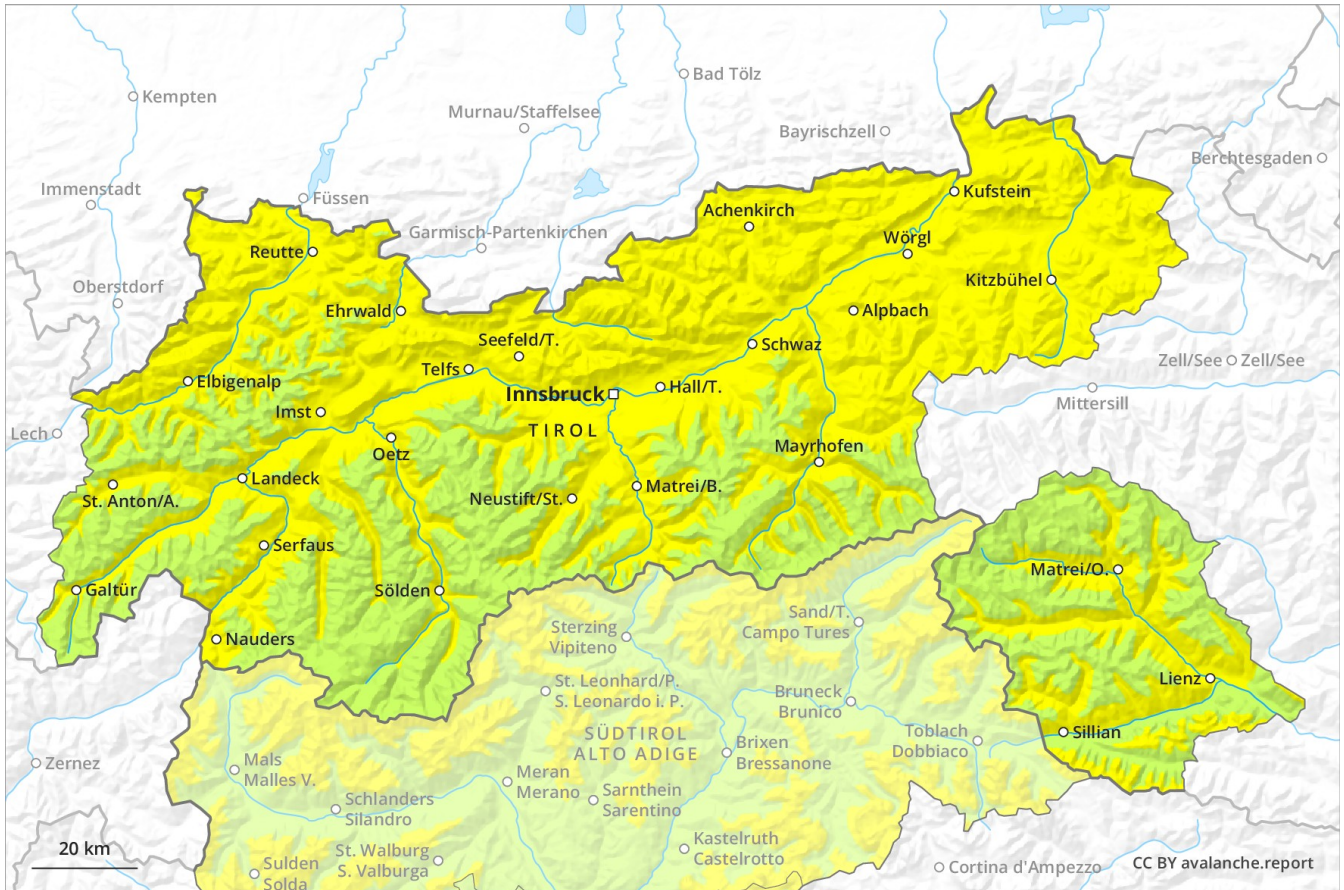 Kempten
Bad Tölz
Murnau/Staffelsee
Bayrischzell
Berchtesgaden
Immenstadt
Füssen
Kufstein
Achenkirch
Garmisch-Partenkirchen
Wörgl
Reutte
Oberstdorf
Kitzbühel
Ehrwald
Alpbach
Seefeld/T.
Schwaz
Zell/See
Zell/See
Telfs
Elbigenalp
Hall/T.
Innsbruck
Mittersill
Imst
Lech
TIROL
Oetz
Mayrhofen
Landeck
St. Anton/A.
Neustift/St.
Matrei/B.
Serfaus
Matrei/O.
Galtür
Sölden
Sand/T.
Campo Tures
Sterzing
Vipiteno
Nauders
Lienz
St. Leonhard/P.
S. Leonardo i. P.
Bruneck
Brunico
SÜDTIROL
ALTO ADIGE
Toblach
Dobbiaco
Sillian
Brixen
Bressanone
Zernez
Mals
Malles V.
Meran
Merano
Sarnthein
Sarentino
Schlanders
Silandro
20 km
St. Walburg
S. Valburga
Kastelruth
Castelrotto
Sulden
Solda
Cortina d'Ampezzo
CC BY avalanche.report